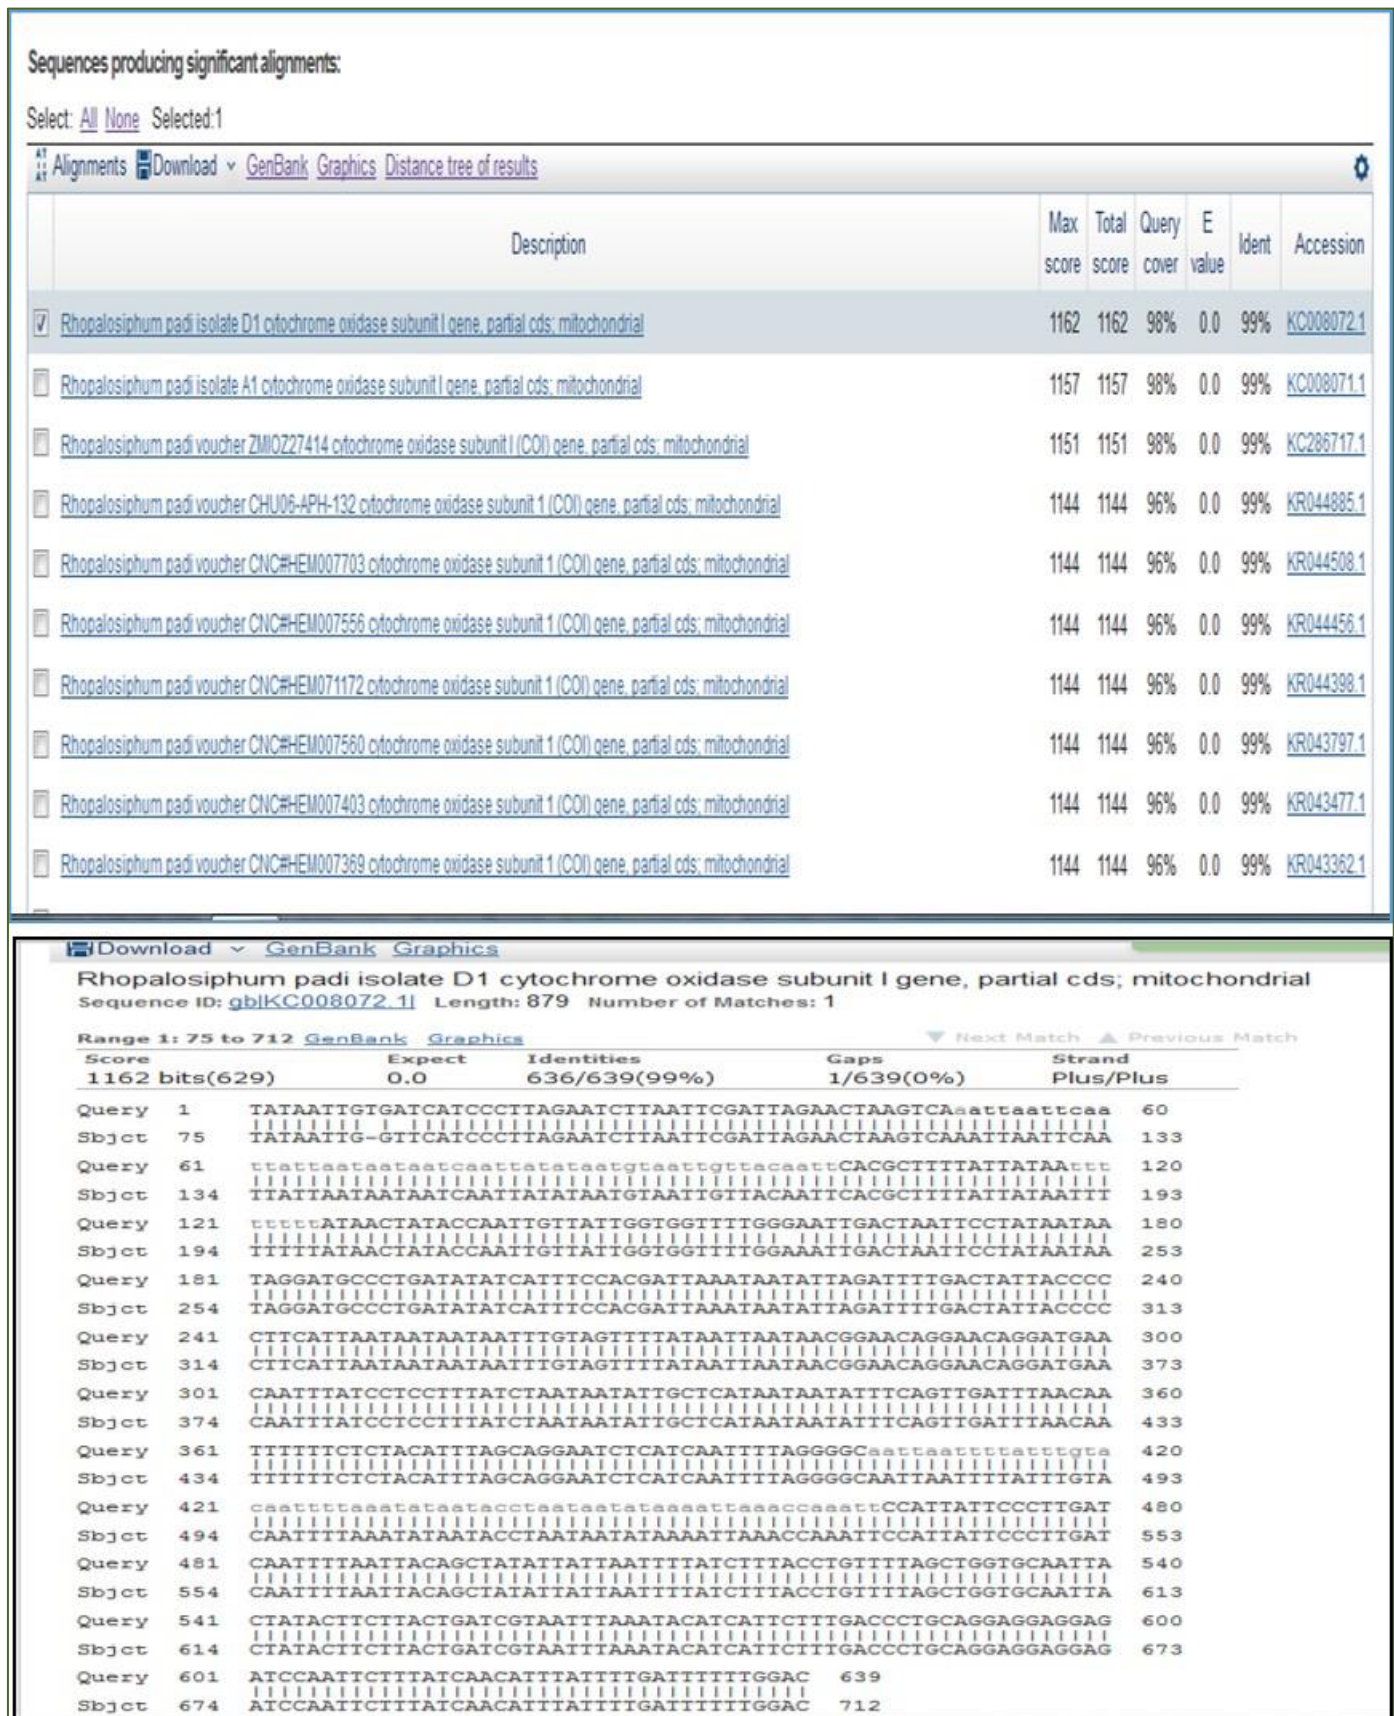 Sequences producing significant alignments:
Select: All None Selected:1
Alignments Download GenBank Graphics Distance tree of results
Description Max score Total score Query cover E value Ident Accession
Rhopalosiphum padi isolate D1 cytochrome oxidase subunit I gene, partial cds; mitochondrial 1162 1162 98% 0.0 99% KC008072.1
Rhopalosiphum padi isolate A1 cytochrome oxidase subunit I gene, partial cds; mitochondrial 1157 1157 98% 0.0 99% KC008071.1
Rhopalosiphum padi voucher ZMIOZ27414 cytochrome oxidase subunit I (COI) gene, partial cds; mitochondrial 1151 1151 98% 0.0 99% KC286717.1
Rhopalosiphum padi voucher CHU06-APH-132 cytochrome oxidase subunit 1 (COI) gene, partial cds; mitochondrial 1144 1144 96% 0.0 99% KR044885.1
Rhopalosiphum padi voucher CNC#HEM007703 cytochrome oxidase subunit 1 (COI) gene, partial cds; mitochondrial 1144 1144 96% 0.0 99% KR044508.1
Rhopalosiphum padi voucher CNC#HEM007556 cytochrome oxidase subunit 1 (COI) gene, partial cds; mitochondrial 1144 1144 96% 0.0 99% KR044456.1
Rhopalosiphum padi voucher CNC#HEM071172 cytochrome oxidase subunit 1 (COI) gene, partial cds; mitochondrial 1144 1144 96% 0.0 99% KR044398.1
Rhopalosiphum padi voucher CNC#HEM007560 cytochrome oxidase subunit 1 (COI) gene, partial cds; mitochondrial 1144 1144 96% 0.0 99% KR043797.1
Rhopalosiphum padi voucher CNC#HEM007403 cytochrome oxidase subunit 1 (COI) gene, partial cds; mitochondrial 1144 1144 96% 0.0 99% KR043477.1
Rhopalosiphum padi voucher CNC#HEM007369 cytochrome oxidase subunit 1 (COI) gene, partial cds; mitochondrial 1144 1144 96% 0.0 99% KR043362.1
Download GenBank Graphics
Rhopalosiphum padi isolate D1 cytochrome oxidase subunit I gene, partial cds; mitochondrial
Sequence ID: gb|KC008072.1| Length: 879 Number of Matches: 1
Range 1: 75 to 712 GenBank Graphics Next Match Previous Match
Score Expect Identities Gaps Strand
1162 bits(629) 0.0 636/639(99%) 1/639(0%) Plus/Plus
Query 1 TATAATTGTGATCATCCCTTAGAATCTTAATTCGATTAGAACTAAGTCAaattaattcaa 60
Sbjct 75 TATAATTG-GTTCATCCCTTAGAATCTTAATTCGATTAGAACTAAGTCAAATTAATTCAA 133
Query 61 ttattaataataatcaattatataatgtaattgttacaattCACGCTTTTATTATAAttt 120
Sbjct 134 TTATTAATAATAATCAATTATATAATGTAATTGTTACAATTCACGCTTTTATTATAATTT 193
Query 121 tttttATAACTATACCAATTGTTATTGGTGGTTTTGGGAATTGACTAATTCCTATAATAA 180
Sbjct 194 TTTTTATAACTATACCAATTGTTATTGGTGGTTTTGGAAATTGACTAATTCCTATAATAA 253
Query 181 TAGGATGCCCTGATATATCATTTCCACGATTAAATAATATTAGATTTTGACTATTACCCC 240
Sbjct 254 TAGGATGCCCTGATATATCATTTCCACGATTAAATAATATTAGATTTTGACTATTACCCC 313
Query 241 CTTCATTAATAATAATAATTTGTAGTTTTATAATTAATAACGGAACAGGAACAGGATGAA 300
Sbjct 314 CTTCATTAATAATAATAATTTGTAGTTTTATAATTAATAACGGAACAGGAACAGGATGAA 373
Query 301 CAATTTATCCTCCTTTATCTAATAATATTGCTCATAATAATATTTCAGTTGATTTAACAA 360
Sbjct 374 CAATTTATCCTCCTTTATCTAATAATATTGCTCATAATAATATTTCAGTTGATTTAACAA 433
Query 361 TTTTTTCTCTACATTTAGCAGGAATCTCATCAATTTTAGGGGCaattaattttatttgta 420
Sbjct 434 TTTTTTCTCTACATTTAGCAGGAATCTCATCAATTTTAGGGGCAATTAATTTTATTTGTA 493
Query 421 caattttaaatataatacctaataatataaaattaaaccaaattCCATTATTCCCTTGAT 480
Sbjct 494 CAATTTTAAATATAATACCTAATAATATAAAATTAAACCAAATTCCATTATTCCCTTGAT 553
Query 481 CAATTTTAATTACAGCTATATTATTAATTTTATCTTTACCTGTTTTAGCTGGTGCAATTA 540
Sbjct 554 CAATTTTAATTACAGCTATATTATTAATTTTATCTTTACCTGTTTTAGCTGGTGCAATTA 613
Query 541 CTATACTTCTTACTGATCGTAATTTAAATACATCATTCTTTGACCCTGCAGGAGGAGGAG 600
Sbjct 614 CTATACTTCTTACTGATCGTAATTTAAATACATCATTCTTTGACCCTGCAGGAGGAGGAG 673
Query 601 ATCCAATTCTTTATCAACATTTATTTTGATTTTTTGGAC 639
Sbjct 674 ATCCAATTCTTTATCAACATTTATTTTGATTTTTTGGAC 712